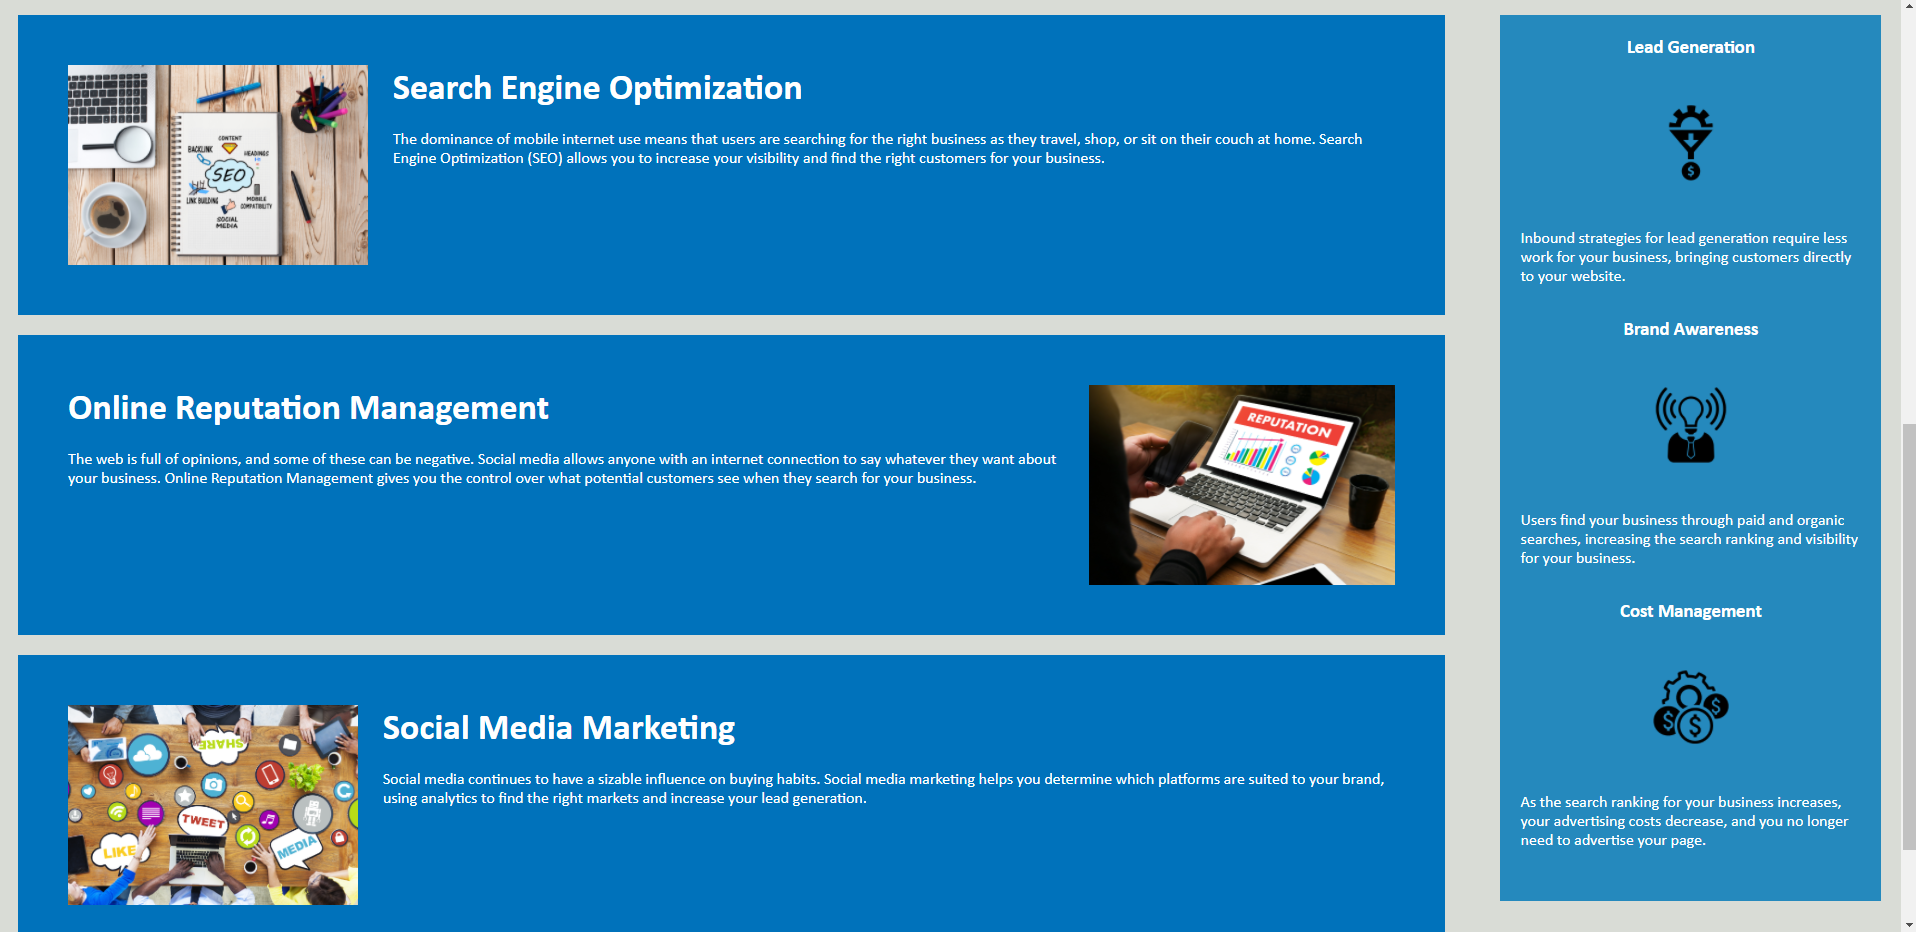 Search Engine Optimization
The dominance of mobile internet use means that users are searching for the right business as they travel, shop, or sit on their couch at home. Search
Engine Optimization (SEO) allows you to increase your visibility and find the right customers for your business.
CONTENT
BACKLINK
HEADINGS
SEO
LINK BUILDING
MOBILE
COMPATIBILITY
SOCIAL
MEDIA
Online Reputation Management
The web is full of opinions, and some of these can be negative. Social media allows anyone with an internet connection to say whatever they want about
your business. Online Reputation Management gives you the control over what potential customers see when they search for your business.
REPUTATION
Social Media Marketing
Social media continues to have a sizable influence on buying habits. Social media marketing helps you determine which platforms are suited to your brand,
using analytics to find the right markets and increase your lead generation.
SHARE
TWEET
LIKE
MEDIA
Lead Generation
$
Inbound strategies for lead generation require less
work for your business, bringing customers directly
to your website.
Brand Awareness
Users find your business through paid and organic
searches, increasing the search ranking and visibility
for your business.
Cost Management
$ $ $
As the search ranking for your business increases,
your advertising costs decrease, and you no longer
need to advertise your page.